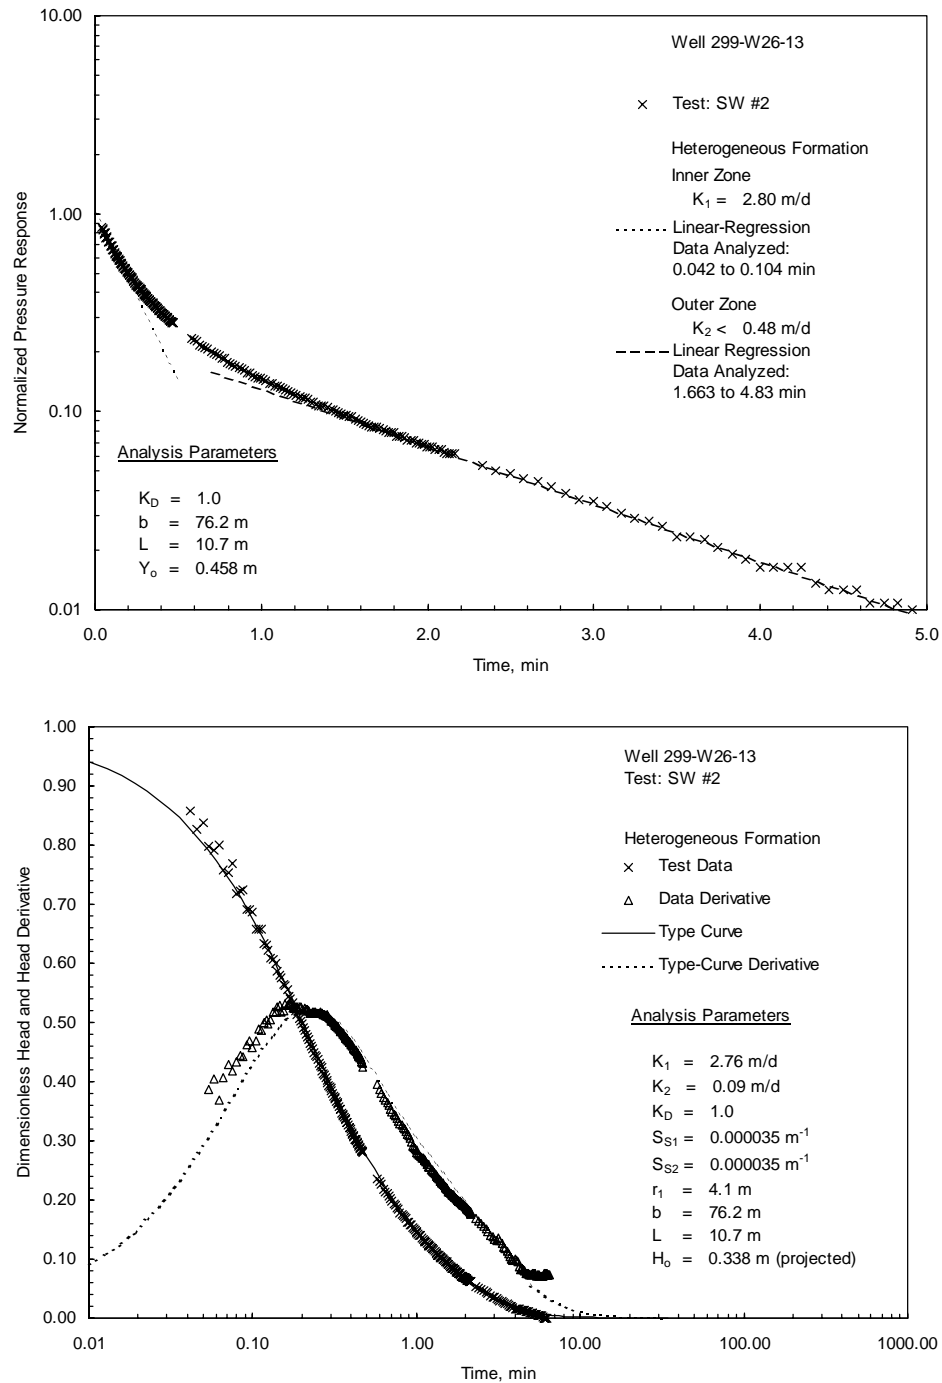 10.00
Well 299-W26-13
Test: SW #2
Heterogeneous Formation
Inner Zone
K1 = 2.80 m/d
Linear-Regression
Data Analyzed:
0.042 to 0.104 min
Outer Zone
K2 < 0.48 m/d
Linear Regression
Data Analyzed:
1.663 to 4.83 min
1.00
0.10
0.01
Normalized Pressure Response
Analysis Parameters
KD = 1.0
b = 76.2 m
L = 10.7 m
Yo = 0.458 m
0.0 1.0 2.0 3.0 4.0 5.0
Time, min
1.00
0.90
0.80
0.70
0.60
0.50
0.40
0.30
0.20
0.10
0.00
Dimensionless Head and Head Derivative
Well 299-W26-13
Test: SW #2
Heterogeneous Formation
Test Data
Data Derivative
Type Curve
Type-Curve Derivative
Analysis Parameters
K1 = 2.76 m/d
K2 = 0.09 m/d
KD = 1.0
SS1 = 0.000035 m-1
SS2 = 0.000035 m-1
r1 = 4.1 m
b = 76.2 m
L = 10.7 m
Ho = 0.338 m (projected)
0.01 0.10 1.00 10.00 100.00 1000.00
Time, min